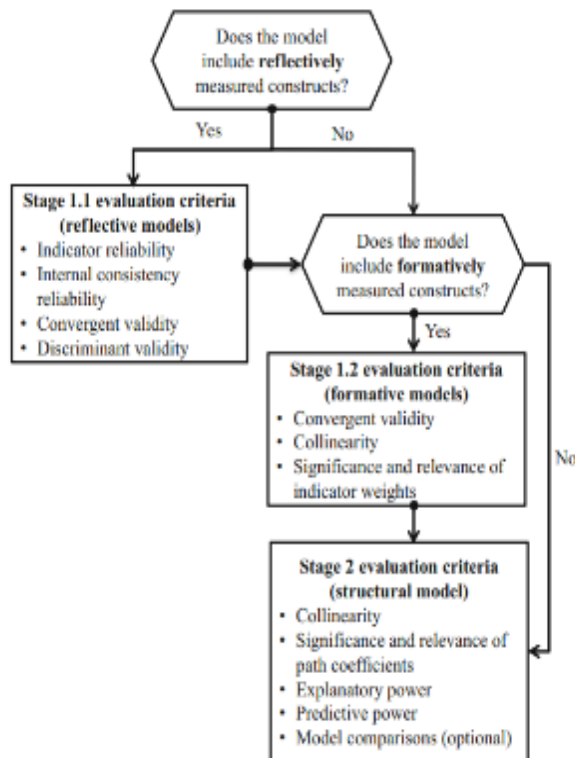 Does the model
include reflectively
measured constructs?
Yes
No
Stage 1.1 evaluation criteria
(reflective models)
• Indicator reliability
• Internal consistency
reliability
• Convergent validity
• Discriminant validity
Does the model
include formatively
measured constructs?
Yes
No
Stage 1.2 evaluation criteria
(formative models)
• Convergent validity
• Collinearity
• Significance and relevance of
indicator weights
Stage 2 evaluation criteria
(structural model)
• Collinearity
• Significance and relevance of
path coefficients
• Explanatory power
• Predictive power
• Model comparisons (optional)